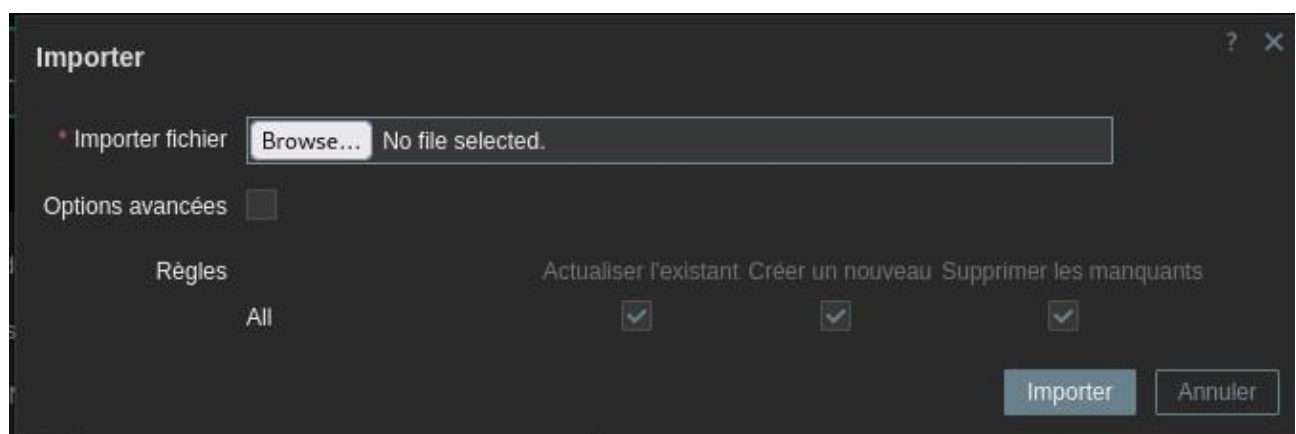 Importer
?
* Importer fichier Browse... No file selected.
Options avancées
Règles Actualiser l'existant Créer un nouveau Supprimer les manquants
All
Importer Annuler